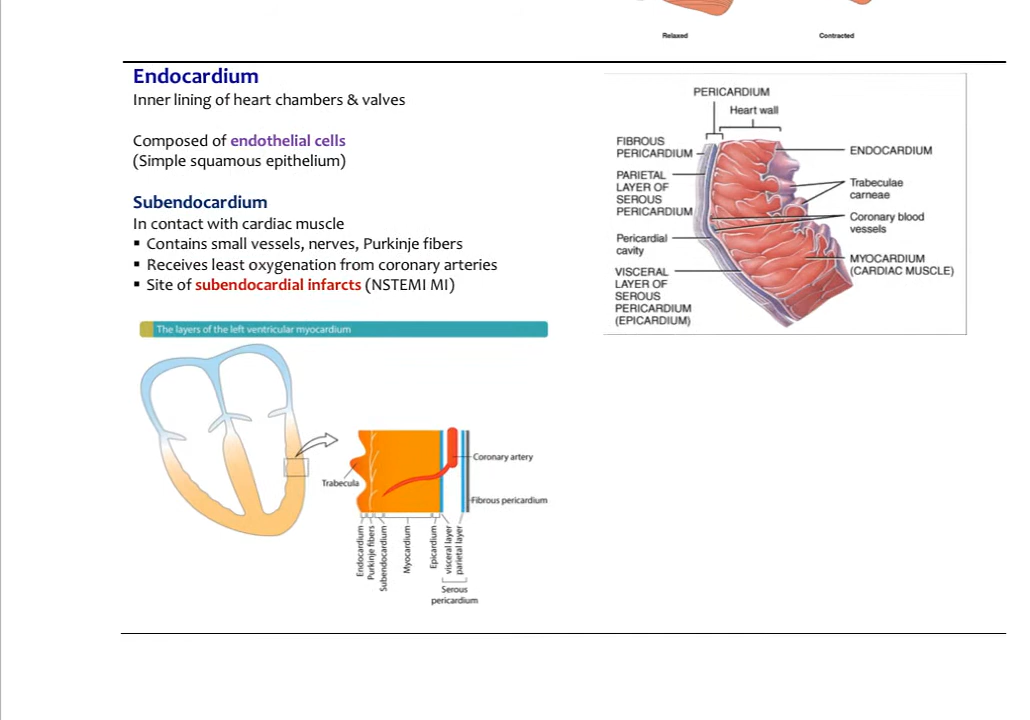 Relaxed
Contracted
Endocardium
Inner lining of heart chambers & valves
Composed of endothelial cells
(Simple squamous epithelium)
Subendocardium
In contact with cardiac muscle
▪ Contains small vessels, nerves, Purkinje fibers
▪ Receives least oxygenation from coronary arteries
▪ Site of subendocardial infarcts (NSTEMI MI)
PERICARDIUM
Heart wall
FIBROUS
PERICARDIUM
PARIETAL
LAYER OF
SEROUS
PERICARDIUM
Pericardial
cavity
VISCERAL
LAYER OF
SEROUS
PERICARDIUM
(EPICARDIUM)
ENDOCARDIUM
Trabeculae
carneae
Coronary blood
vessels
MYOCARDIUM
(CARDIAC MUSCLE)
The layers of the left ventricular myocardium
Trabecula
Coronary artery
Fibrous pericardium
Endocardium
Purkinje fibers
Subendocardium
Myocardium
Epicardium
visceral layer
parietal layer
Serous
pericardium